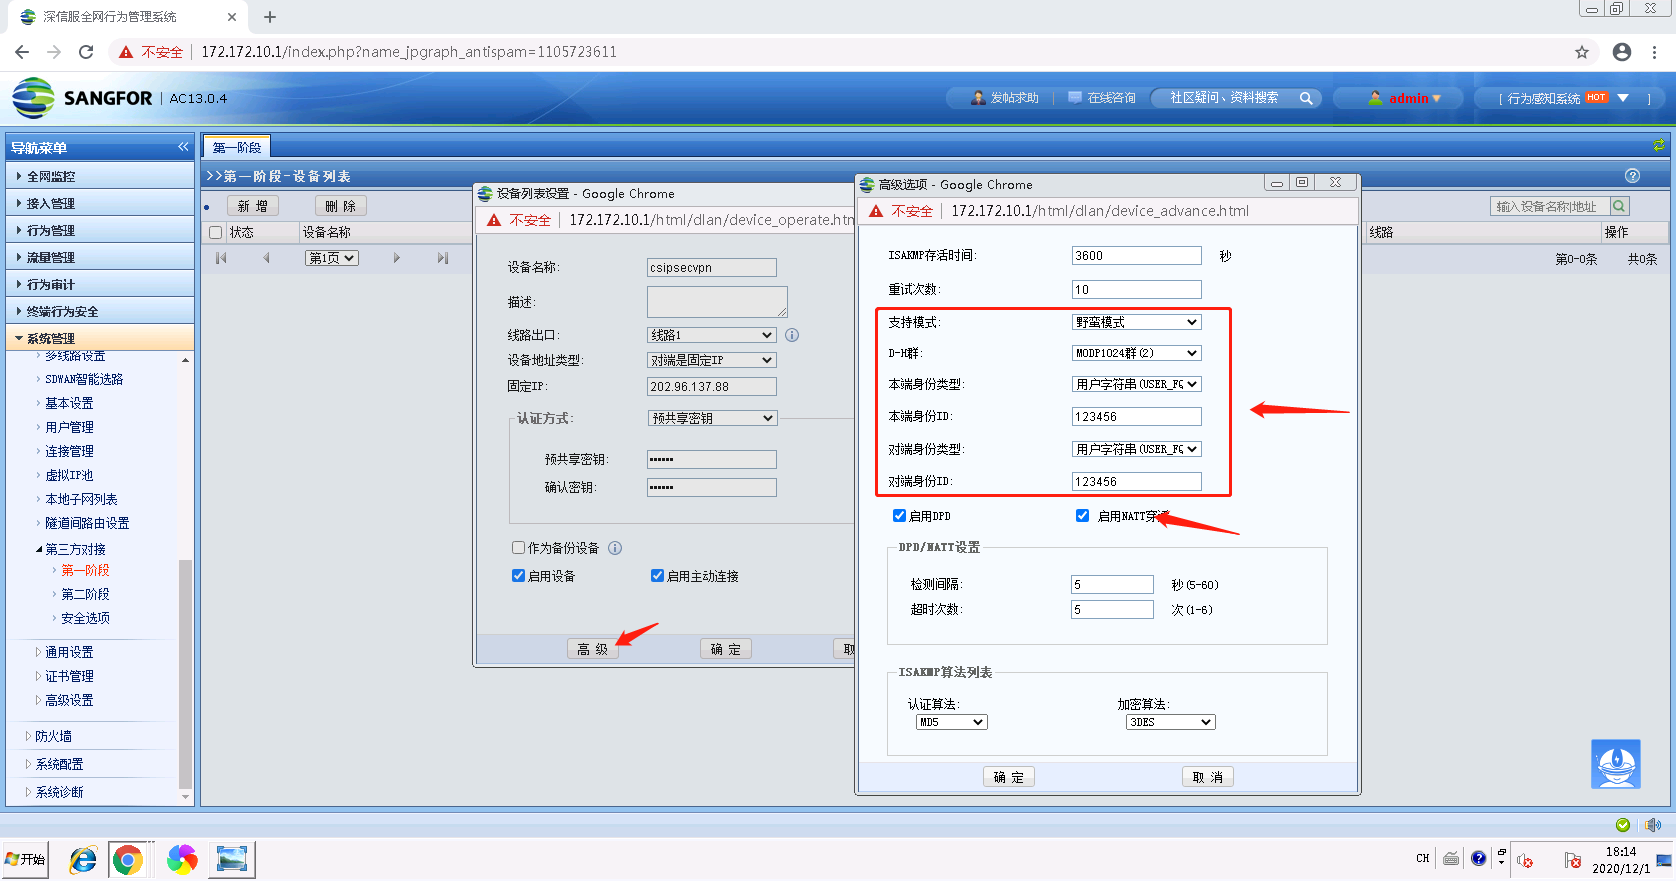 深信服全网行为管理系统
不安全 172.172.10.1/index.php?name_jpgraph_antispam=1105723611
SANGFOR | AC13.0.4
发帖求助
在线咨询
社区疑问、资料搜索
admin
[ 行为感知系统 HOT ]
导航菜单
全网监控
接入管理
行为管理
流量管理
行为审计
终端行为安全
系统管理
多线路设置
SDWAN智能选路
基本设置
用户管理
连接管理
虚拟IP池
本地子网列表
隧道间路由设置
第三方对接
第一阶段
第二阶段
安全选项
通用设置
证书管理
高级设置
防火墙
系统配置
系统诊断
第一阶段
>>第一阶段-设备列表
新 增
删 除
输入设备名称|地址
状态
设备名称
线路
操作
第1页
第0-0条
共0条
设备列表设置 - Google Chrome
不安全 172.172.10.1/html/dlan/device_operate.htm
设备名称: csipsecvpn
描述:
线路出口: 线路1
设备地址类型: 对端是固定IP
固定IP: 202.96.137.88
认证方式: 预共享密钥
预共享密钥: ••••••
确认密钥: ••••••
作为备份设备
启用设备
启用主动连接
高 级
确 定
取
高级选项 - Google Chrome
不安全 172.172.10.1/html/dlan/device_advance.html
ISAKMP存活时间: 3600 秒
重试次数: 10
支持模式: 野蛮模式
D-H群: MODP1024群(2)
本端身份类型: 用户字符串(USER_FQ
本端身份ID: 123456
对端身份类型: 用户字符串(USER_FQ
对端身份ID: 123456
启用DPD
启用NATT穿透
DPD/NATT设置
检测间隔: 5 秒(5-60)
超时次数: 5 次(1-6)
ISAKMP算法列表
认证算法:
加密算法:
MD5
3DES
确 定
取 消
开始
CH
18:14
2020/12/1